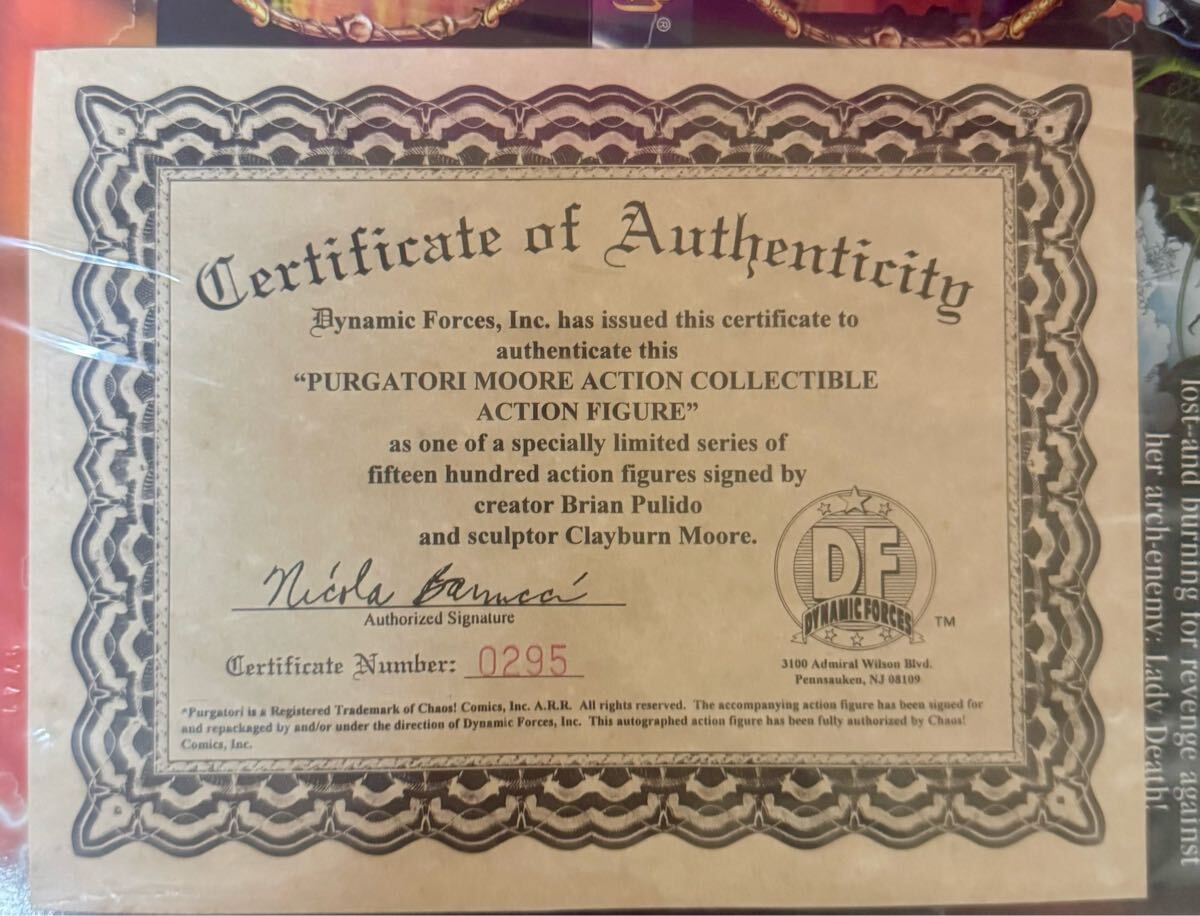 Certificate of Authenticity
Dynamic Forces, Inc. has issued this certificate to
authenticate this
“PURGATORI MOORE ACTION COLLECTIBLE
ACTION FIGURE”
as one of a specially limited series of
fifteen hundred action figures signed by
creator Brian Pulido
and sculptor Clayburn Moore.
Nicola Barrucci
Authorized Signature
Certificate Number: 0295
DF
DYNAMIC FORCES
TM
3100 Admiral Wilson Blvd.
Pennsauken, NJ 08109
*Purgatori is a Registered Trademark of Chaos! Comics, Inc. A.R.R. All rights reserved. The accompanying action figure has been signed for
and repackaged by and/or under the direction of Dynamic Forces, Inc. This autographed action figure has been fully authorized by Chaos!
Comics, Inc.
®
lost-and burning for revenge against
her arch-enemy: Lady Death!